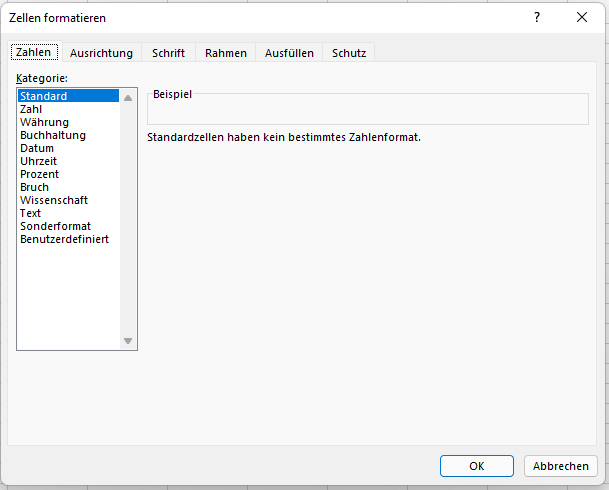 Zellen formatieren ?
Zahlen Ausrichtung Schrift Rahmen Ausfüllen Schutz
Kategorie:
Standard
Zahl
Währung
Buchhaltung
Datum
Uhrzeit
Prozent
Bruch
Wissenschaft
Text
Sonderformat
Benutzerdefiniert
Beispiel
Standardzellen haben kein bestimmtes Zahlenformat.
OK Abbrechen